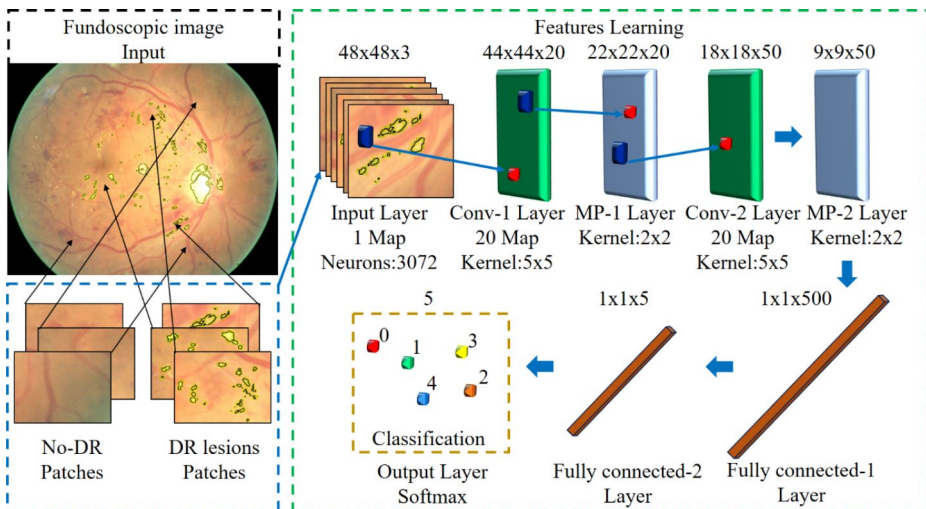 Fundoscopic image
Input
Features Learning
48x48x3
44x44x20
22x22x20
18x18x50
9x9x50
Input Layer
1 Map
Neurons:3072
Conv-1 Layer
20 Map
Kernel:5x5
MP-1 Layer
Kernel:2x2
Conv-2 Layer
20 Map
Kernel:5x5
MP-2 Layer
Kernel:2x2
No-DR
Patches
DR lesions
Patches
5
0
1
3
4
2
Classification
Output Layer
Softmax
1x1x5
Fully connected-2
Layer
1x1x500
Fully connected-1
Layer